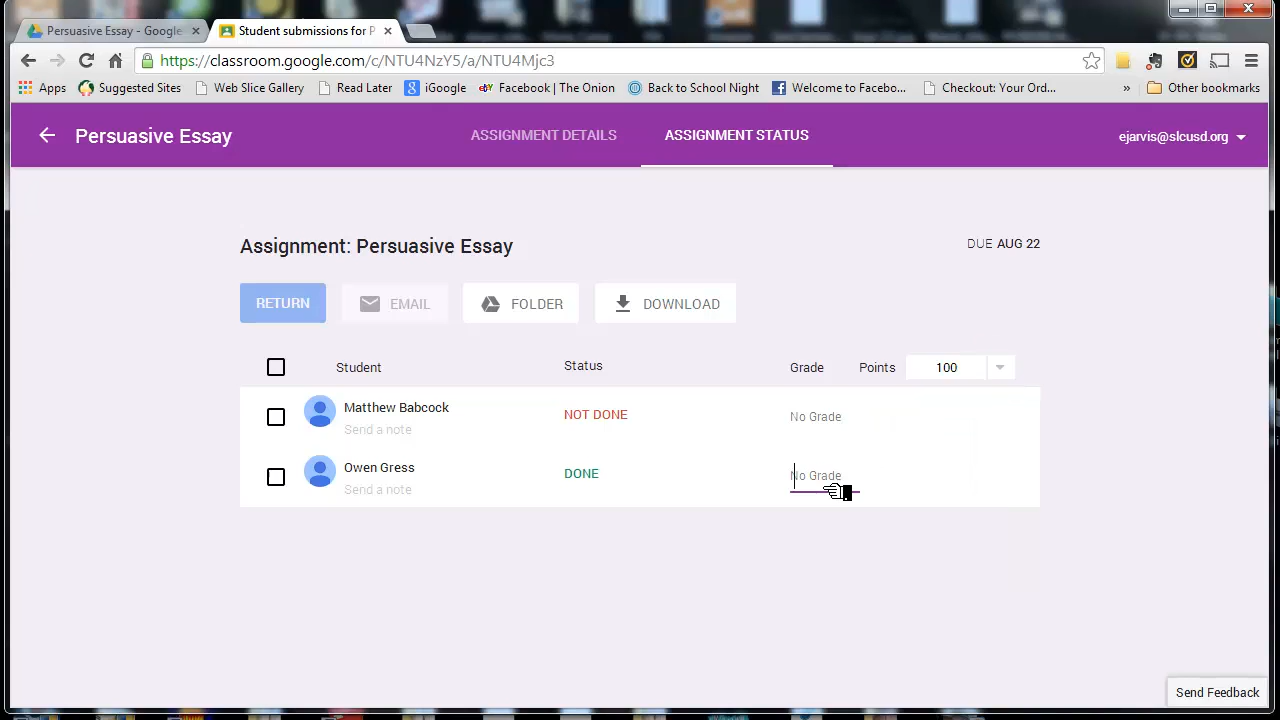 Persuasive Essay - Google
Student submissions for P
https://classroom.google.com/c/NTU4NzY5/a/NTU4Mjc3
Apps Suggested Sites Web Slice Gallery Read Later iGoogle Facebook | The Onion Back to School Night Welcome to Facebo... Checkout: Your Ord... » Other bookmarks
Persuasive Essay ASSIGNMENT DETAILS ASSIGNMENT STATUS ejarvis@slcusd.org
Assignment: Persuasive Essay DUE AUG 22
RETURN EMAIL FOLDER DOWNLOAD
Student Status Grade Points 100
Matthew Babcock NOT DONE No Grade
Send a note
Owen Gress DONE No Grade
Send a note
Send Feedback